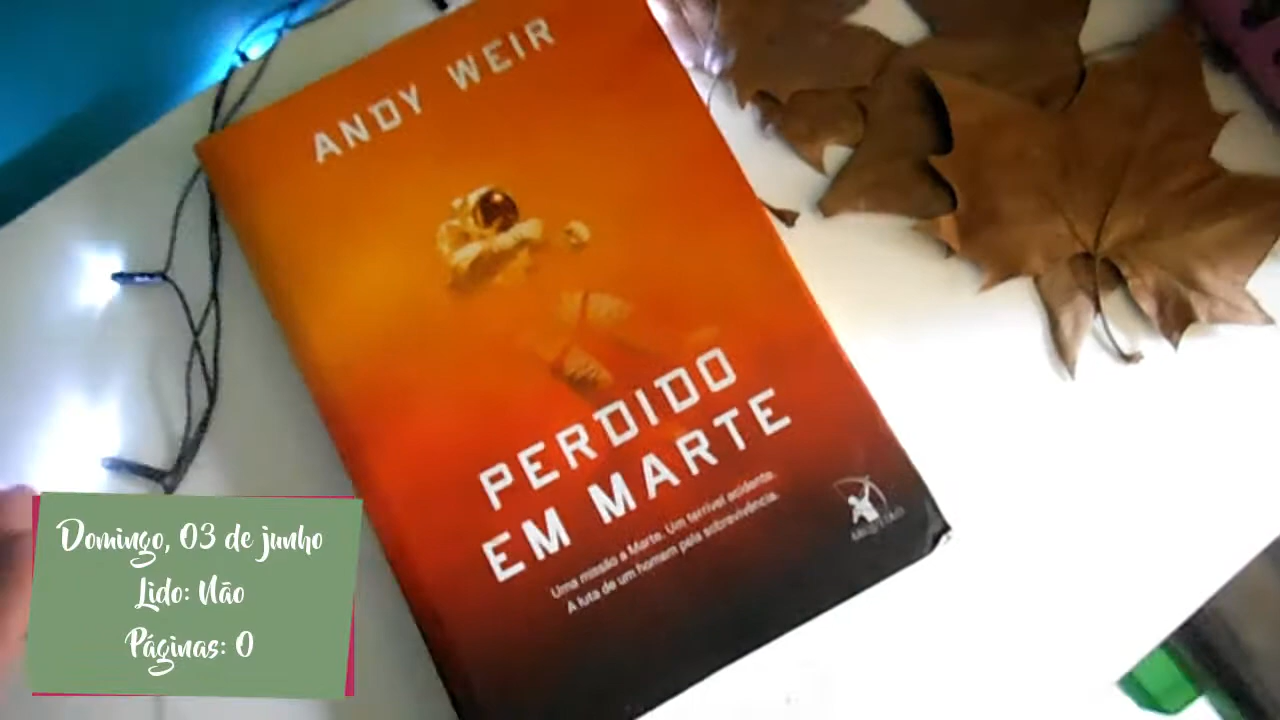 ANDY WEIR
PERDIDO
EM MARTE
Uma missão a Marte. Um terrível acidente.
A luta de um homem pela sobrevivência.
ARQUEIRO
Domingo, 03 de junho
Lido: Não
Páginas: 0